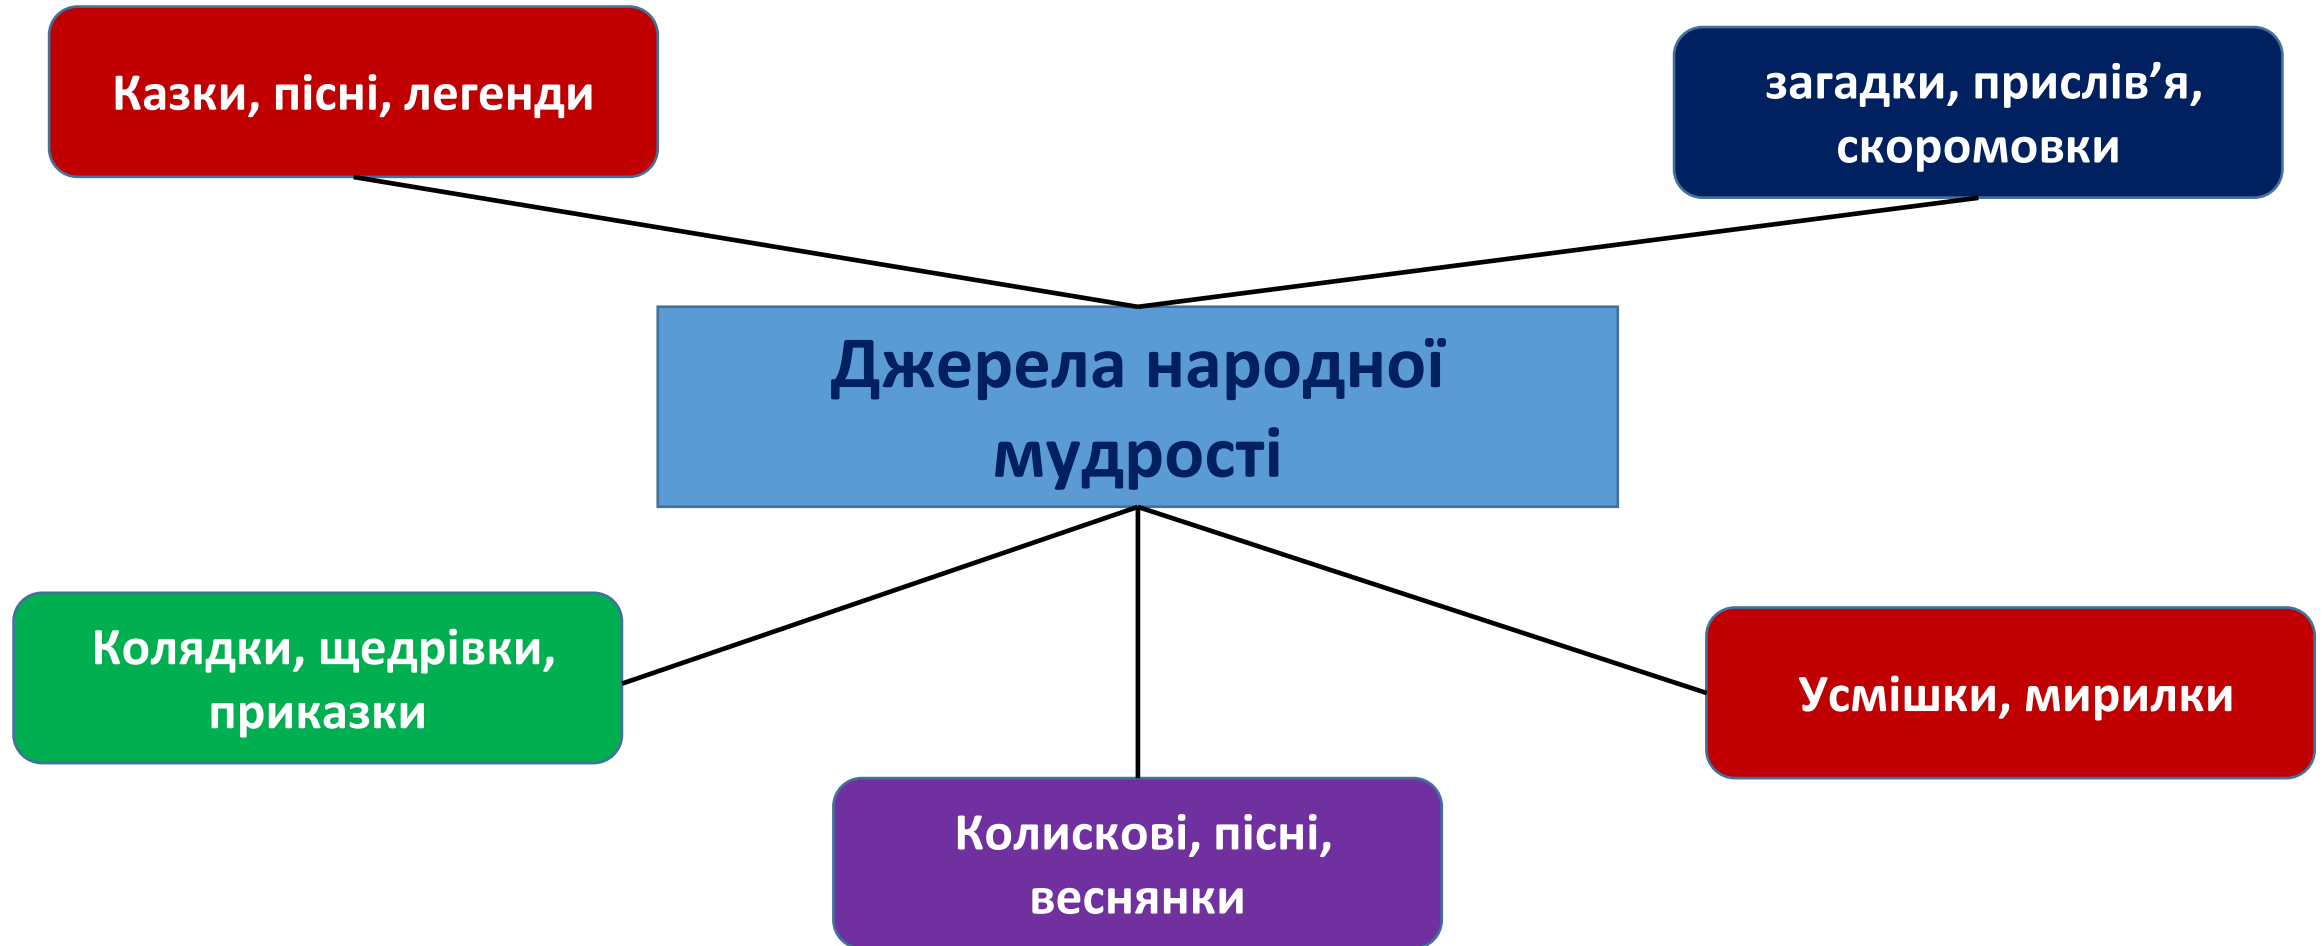 Казки, пісні, легенди
загадки, прислів’я,
скоромовки
Джерела народної
мудрості
Колядки, щедрівки,
приказки
Усмішки, мирилки
Колискові, пісні,
веснянки